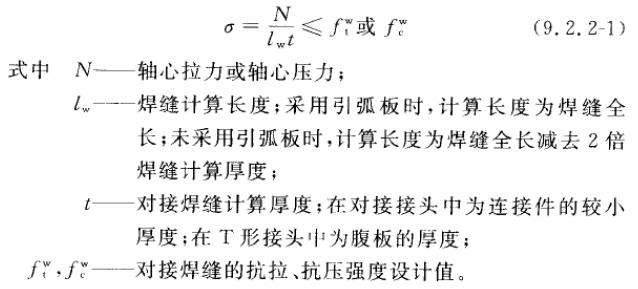 σ = N / (l_w t) ≤ f_t^w 或 f_c^w (9.2.2-1)
式中 N——轴心拉力或轴心压力;
l_w——焊缝计算长度;采用引弧板时,计算长度为焊缝全
长;未采用引弧板时,计算长度为焊缝全长减去 2 倍
焊缝计算厚度;
t——对接焊缝计算厚度;在对接接头中为连接件的较小
厚度;在 T 形接头中为腹板的厚度;
f_t^w,f_c^w——对接焊缝的抗拉、抗压强度设计值。